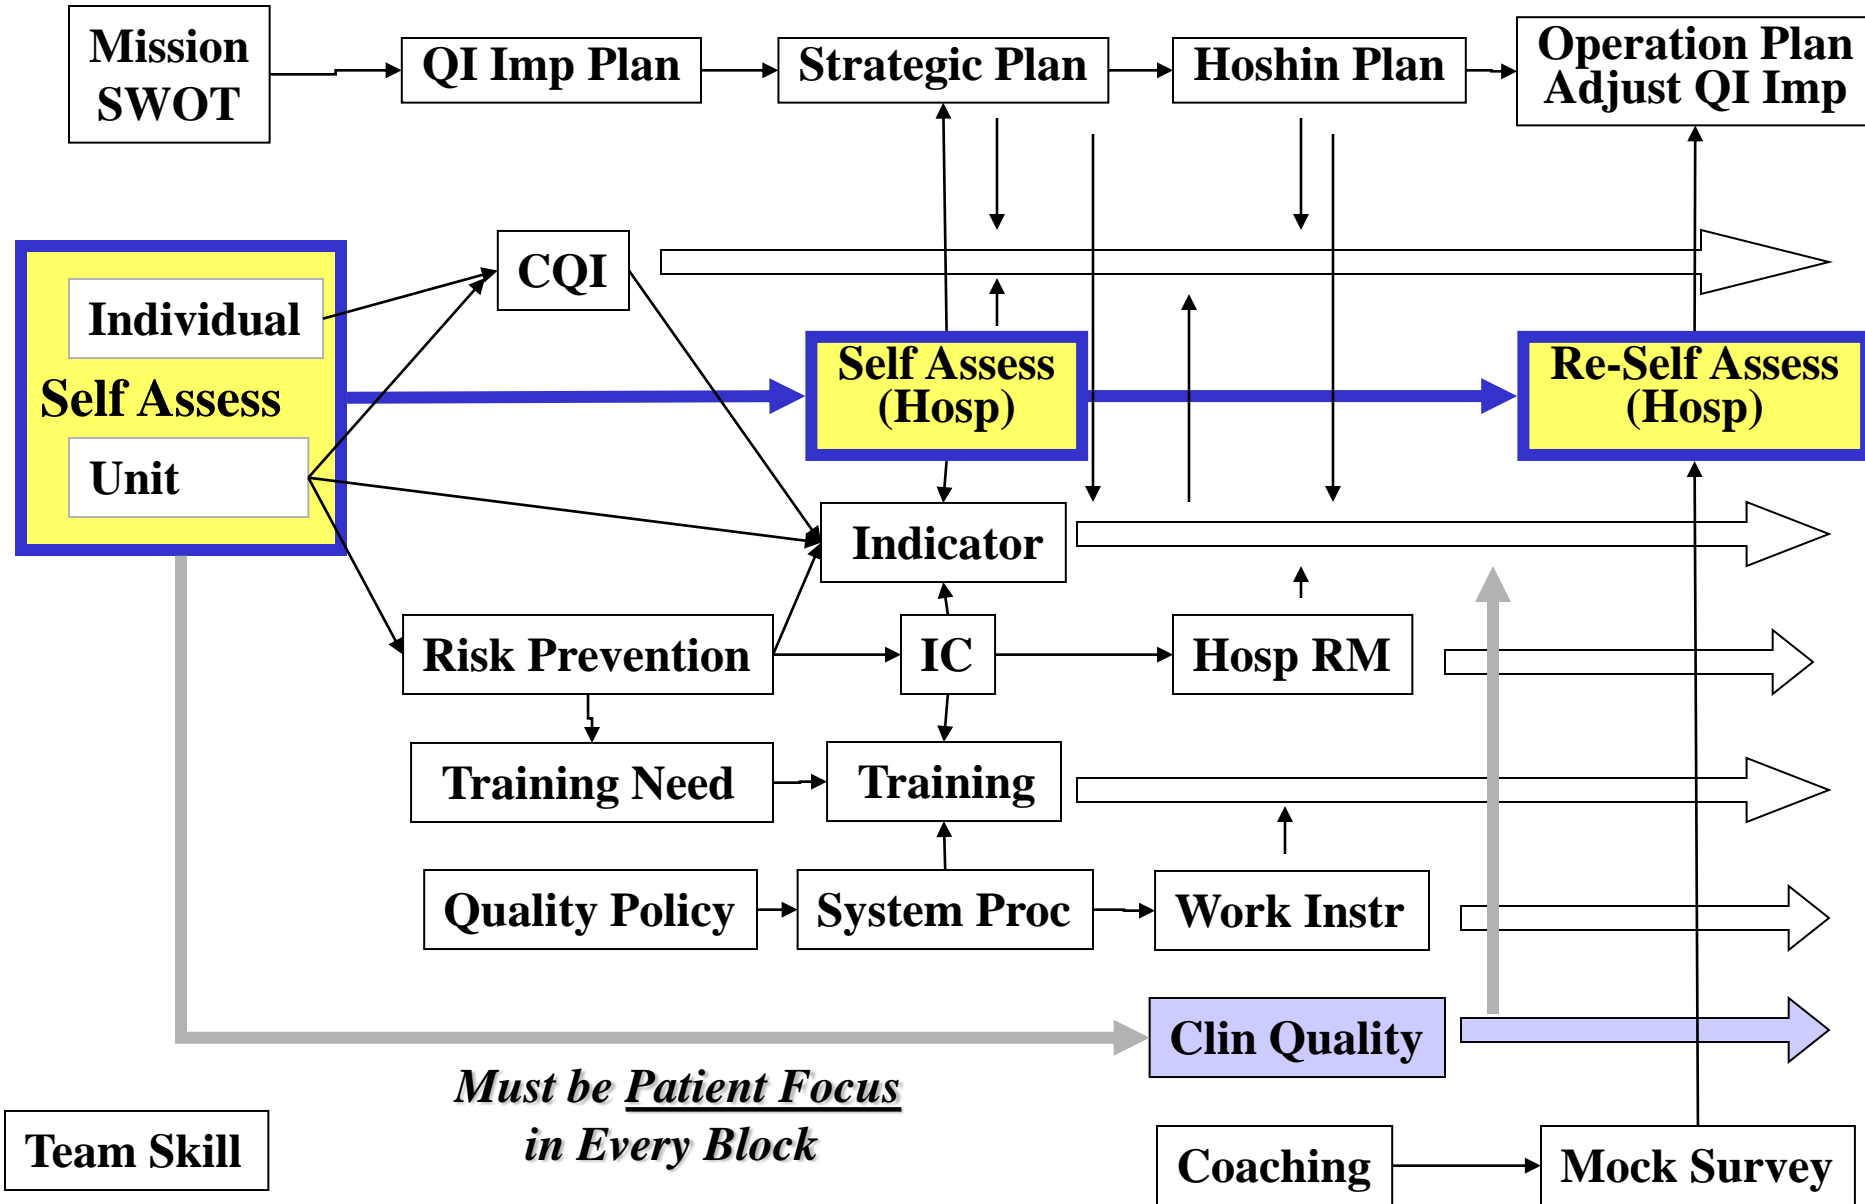 Mission
SWOT
QI Imp Plan
Strategic Plan
Hoshin Plan
Operation Plan
Adjust QI Imp
CQI
Individual
Self Assess
Unit
Self Assess
(Hosp)
Re-Self Assess
(Hosp)
Indicator
Risk Prevention
IC
Hosp RM
Training Need
Training
Quality Policy
System Proc
Work Instr
Clin Quality
Must be Patient Focus
in Every Block
Team Skill
Coaching
Mock Survey